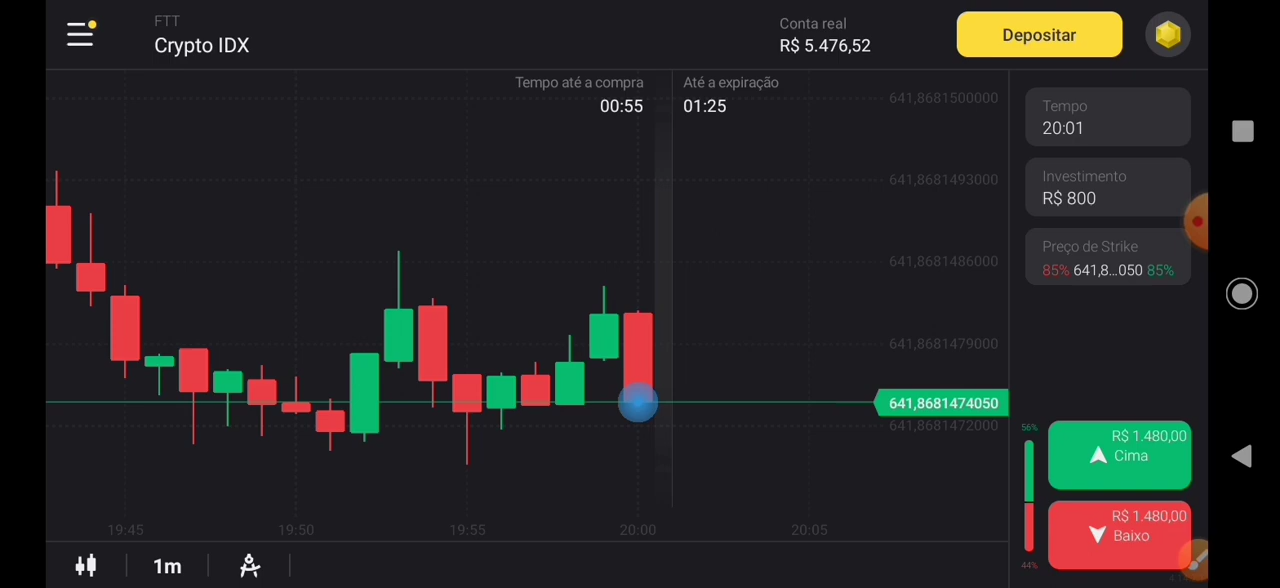 FTT
Crypto IDX
Conta real
R$ 5.476,52
Depositar
Tempo até a compra
00:55
Até a expiração
01:25
641,8681500000
641,8681493000
641,8681486000
641,8681479000
641,8681474050
641,8681472000
Tempo
20:01
Investimento
R$ 800
Preço de Strike
85% 641,8...050 85%
56%
R$ 1.480,00
Cima
R$ 1.480,00
Baixo
44%
19:45
19:50
19:55
20:00
20:05
1m